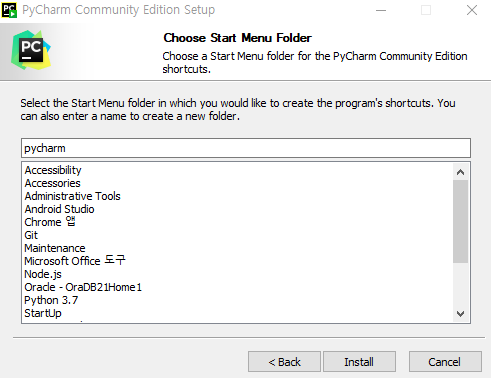 PyCharm Community Edition Setup
PC
Choose Start Menu Folder
Choose a Start Menu folder for the PyCharm Community Edition
shortcuts.
PC
Select the Start Menu folder in which you would like to create the program's shortcuts. You
can also enter a name to create a new folder.
pycharm
Accessibility
Accessories
Administrative Tools
Android Studio
Chrome 앱
Git
Maintenance
Microsoft Office 도구
Node.js
Oracle - OraDB21Home1
Python 3.7
StartUp
< Back
Install
Cancel